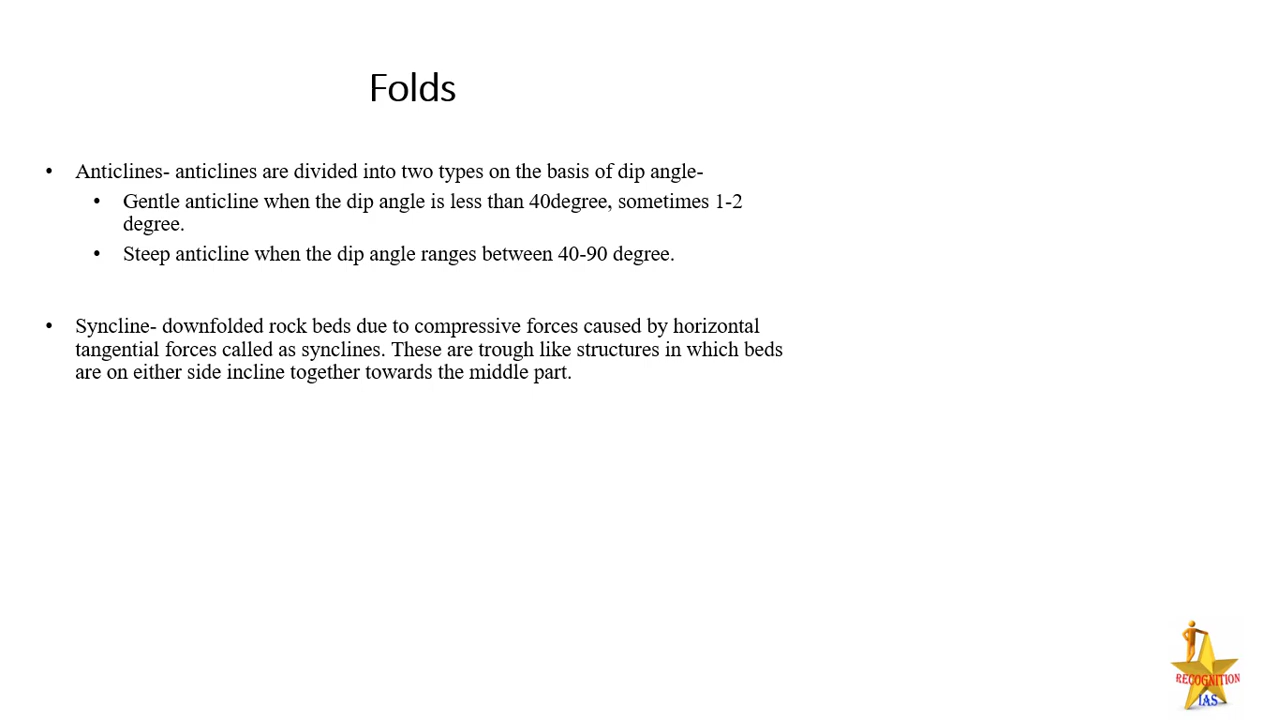 Folds
• Anticlines- anticlines are divided into two types on the basis of dip angle-
• Gentle anticline when the dip angle is less than 40degree, sometimes 1-2
degree.
• Steep anticline when the dip angle ranges between 40-90 degree.
• Syncline- downfolded rock beds due to compressive forces caused by horizontal
tangential forces called as synclines. These are trough like structures in which beds
are on either side incline together towards the middle part.
RECOGNITION
IAS